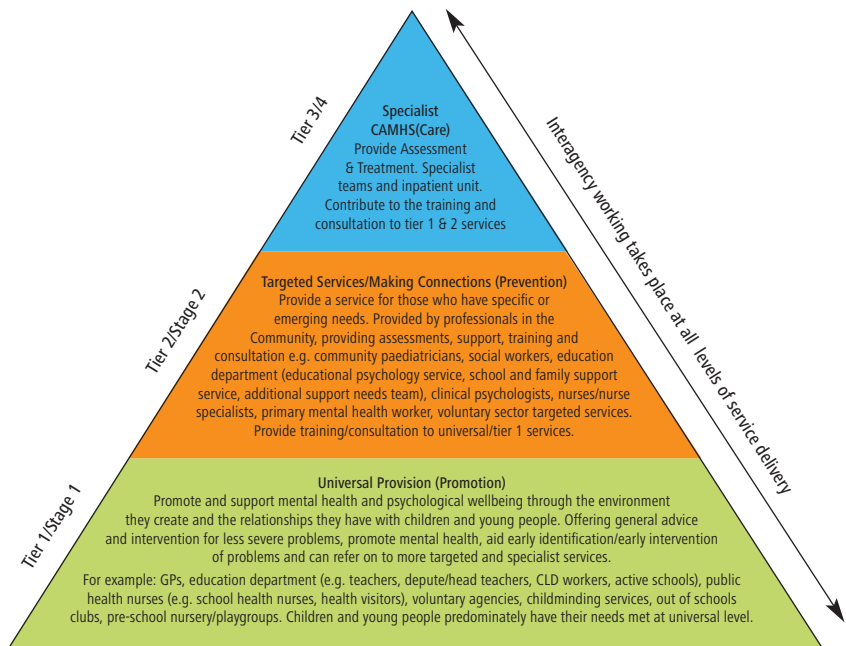 Tier 3/4
Specialist
CAMHS(Care)
Provide Assessment
& Treatment. Specialist
teams and inpatient unit.
Contribute to the training and
consultation to tier 1 & 2 services
Interagency working takes place at all levels of service delivery
Tier 2/Stage 2
Targeted Services/Making Connections (Prevention)
Provide a service for those who have specific or
emerging needs. Provided by professionals in the
Community, providing assessments, support, training and
consultation e.g. community paediatricians, social workers, education
department (educational psychology service, school and family support
service, additional support needs team), clinical psychologists, nurses/nurse
specialists, primary mental health worker, voluntary sector targeted services.
Provide training/consultation to universal/tier 1 services.
Tier 1/Stage 1
Universal Provision (Promotion)
Promote and support mental health and psychological wellbeing through the environment
they create and the relationships they have with children and young people. Offering general advice
and intervention for less severe problems, promote mental health, aid early identification/early intervention
of problems and can refer on to more targeted and specialist services.
For example: GPs, education department (e.g. teachers, depute/head teachers, CLD workers, active schools), public
health nurses (e.g. school health nurses, health visitors), voluntary agencies, childminding services, out of schools
clubs, pre-school nursery/playgroups. Children and young people predominately have their needs met at universal level.